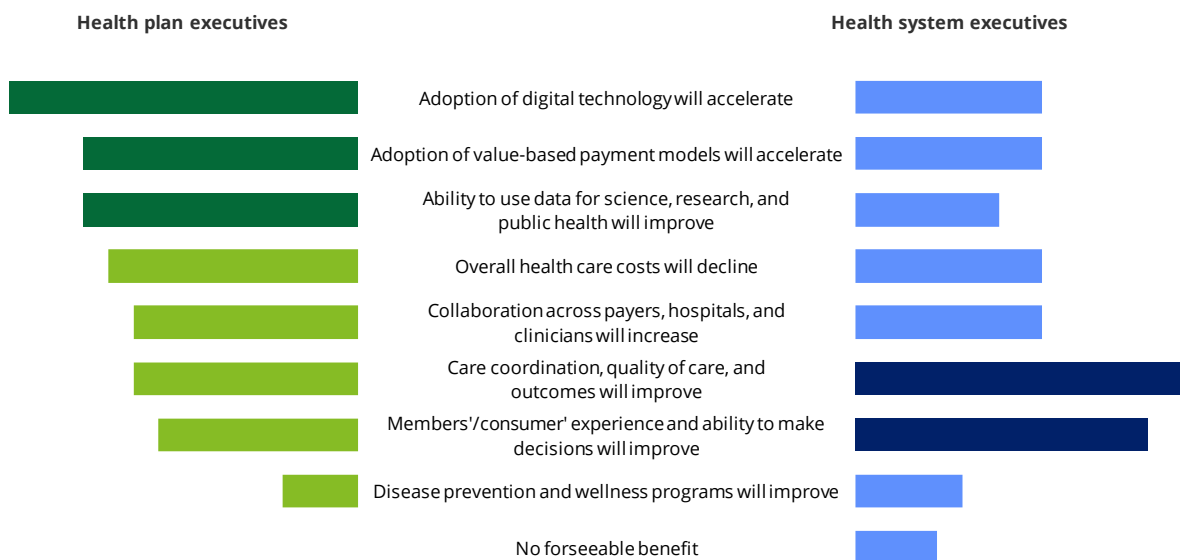 Health plan executives
Health system executives
Adoption of digital technology will accelerate
Adoption of value-based payment models will accelerate
Ability to use data for science, research, and
public health will improve
Overall health care costs will decline
Collaboration across payers, hospitals, and
clinicians will increase
Care coordination, quality of care, and
outcomes will improve
Members'/consumer' experience and ability to make
decisions will improve
Disease prevention and wellness programs will improve
No forseeable benefit